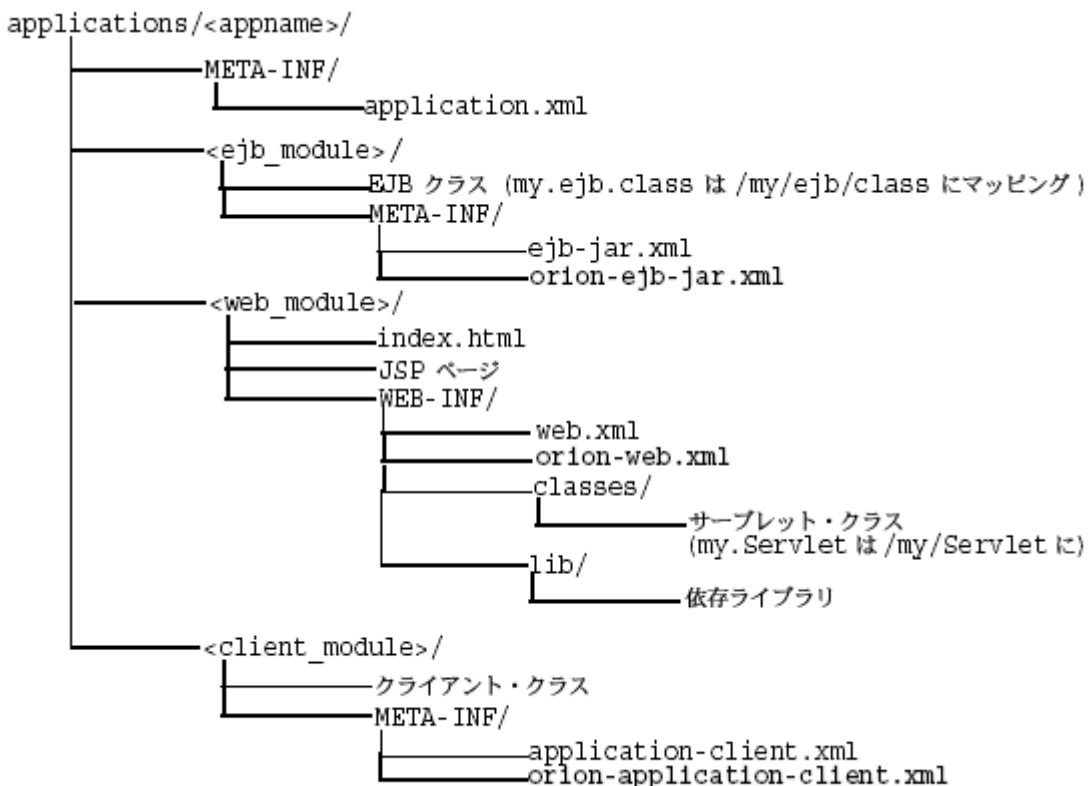 applications/<appname>/
META-INF/
application.xml
<ejb_module>/
EJB クラス (my.ejb.class は /my/ejb/class にマッピング )
META-INF/
ejb-jar.xml
orion-ejb-jar.xml
<web_module>/
index.html
JSP ページ
WEB-INF/
web.xml
orion-web.xml
classes/
サーブレット・クラス
(my.Servlet は /my/Servlet に)
lib/
依存ライブラリ
<client_module>/
クライアント・クラス
META-INF/
application-client.xml
orion-application-client.xml